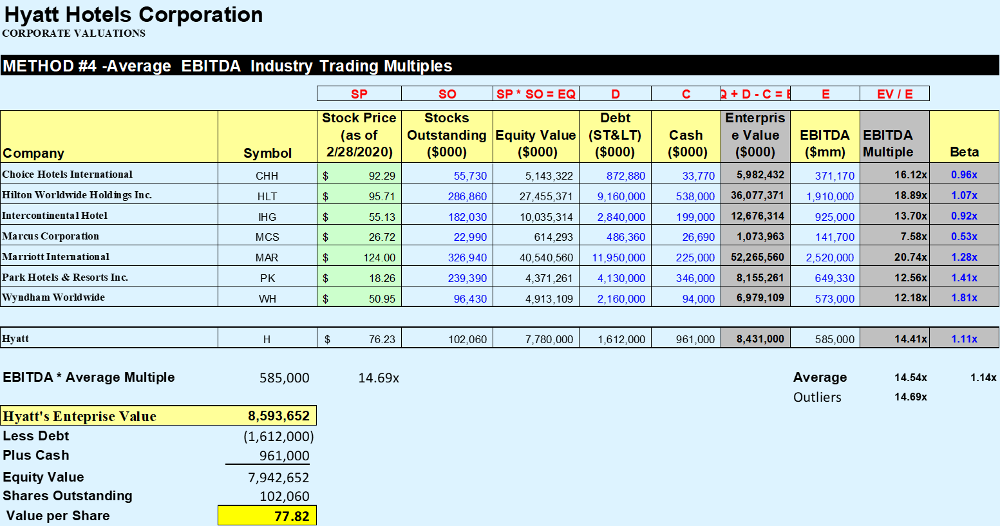 Hyatt Hotels Corporation
CORPORATE VALUATIONS
METHOD #4 -Average EBITDA Industry Trading Multiples
SP SO SP * SO = EQ D C Q + D - C = E E EV / E
Company Symbol Stock Price (as of 2/28/2020) Stocks Outstanding ($000) Equity Value ($000) Debt (ST&LT) ($000) Cash ($000) Enterprise Value ($000) EBITDA ($mm) EBITDA Multiple Beta
Choice Hotels International CHH $ 92.29 55,730 5,143,322 872,880 33,770 5,982,432 371,170 16.12x 0.96x
Hilton Worldwide Holdings Inc. HLT $ 95.71 286,860 27,455,371 9,160,000 538,000 36,077,371 1,910,000 18.89x 1.07x
Intercontinental Hotel IHG $ 55.13 182,030 10,035,314 2,840,000 199,000 12,676,314 925,000 13.70x 0.92x
Marcus Corporation MCS $ 26.72 22,990 614,293 486,360 26,690 1,073,963 141,700 7.58x 0.53x
Marriott International MAR $ 124.00 326,940 40,540,560 11,950,000 225,000 52,265,560 2,520,000 20.74x 1.28x
Park Hotels & Resorts Inc. PK $ 18.26 239,390 4,371,261 4,130,000 346,000 8,155,261 649,330 12.56x 1.41x
Wyndham Worldwide WH $ 50.95 96,430 4,913,109 2,160,000 94,000 6,979,109 573,000 12.18x 1.81x
Hyatt H $ 76.23 102,060 7,780,000 1,612,000 961,000 8,431,000 585,000 14.41x 1.11x
EBITDA * Average Multiple 585,000 14.69x Average 14.54x 1.14x
Outliers 14.69x
Hyatt's Enteprise Value 8,593,652
Less Debt (1,612,000)
Plus Cash 961,000
Equity Value 7,942,652
Shares Outstanding 102,060
Value per Share 77.82